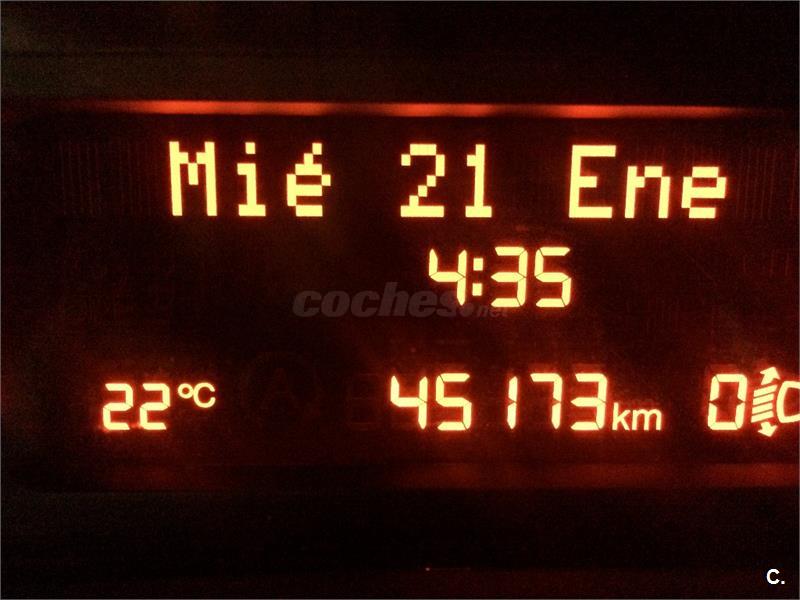 Mié 21 Ene
4:35
coches.net
22°C 45173km 0
C.